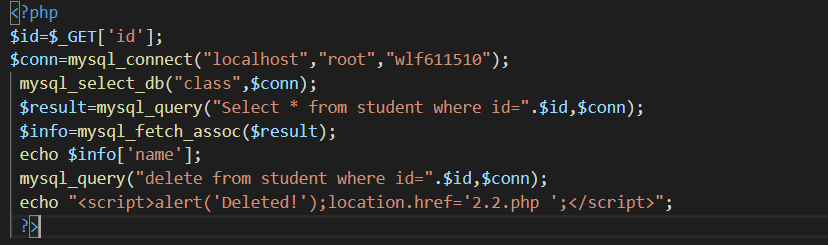 <?php
$id=$_GET['id'];
$conn=mysql_connect("localhost","root","wlf611510");
mysql_select_db("class",$conn);
$result=mysql_query("Select * from student where id=".$id,$conn);
$info=mysql_fetch_assoc($result);
echo $info['name'];
mysql_query("delete from student where id=".$id,$conn);
echo "<script>alert('Deleted!');location.href='2.2.php ';</script>";
?>